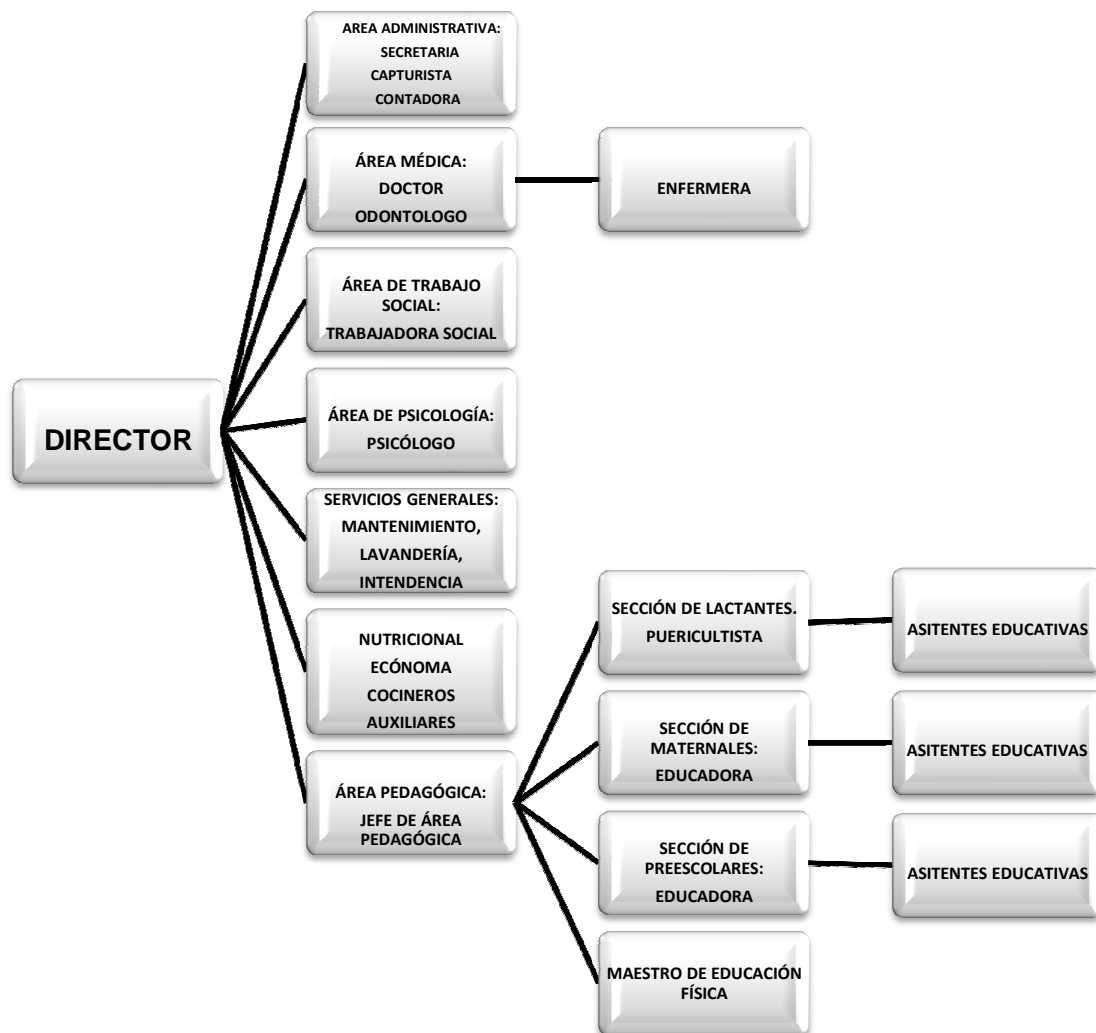 AREA ADMINISTRATIVA:
SECRETARIA
CAPTURISTA
CONTADORA
ÁREA MÉDICA:
DOCTOR
ODONTOLOGO
ENFERMERA
ÁREA DE TRABAJO
SOCIAL:
TRABAJADORA SOCIAL
DIRECTOR
ÁREA DE PSICOLOGÍA:
PSICÓLOGO
SERVICIOS GENERALES:
MANTENIMIENTO,
LAVANDERÍA,
INTENDENCIA
NUTRICIONAL
ECÓNOMA
COCINEROS
AUXILIARES
ÁREA PEDAGÓGICA:
JEFE DE ÁREA
PEDAGÓGICA
SECCIÓN DE LACTANTES.
PUERICULTISTA
ASITENTES EDUCATIVAS
SECCIÓN DE
MATERNALES:
EDUCADORA
ASITENTES EDUCATIVAS
SECCIÓN DE
PREESCOLARES:
EDUCADORA
ASITENTES EDUCATIVAS
MAESTRO DE EDUCACIÓN
FÍSICA